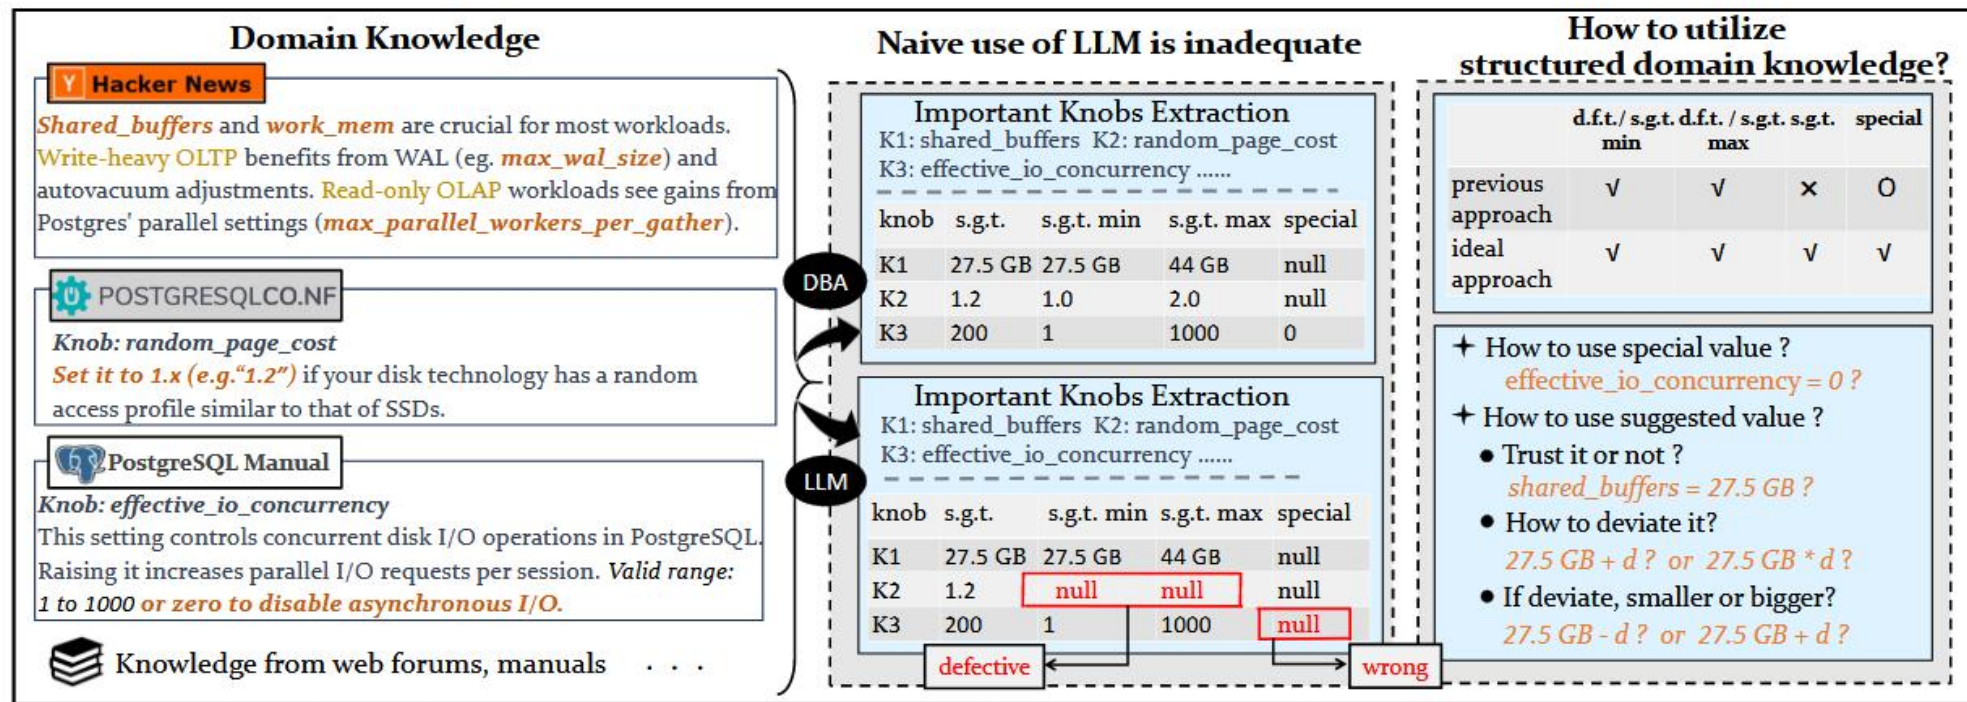 Domain Knowledge
Y Hacker News
Shared_buffers and work_mem are crucial for most workloads.
Write-heavy OLTP benefits from WAL (eg. max_wal_size) and
autovacuum adjustments. Read-only OLAP workloads see gains from
Postgres' parallel settings (max_parallel_workers_per_gather).
POSTGRESQLCO.NF
Knob: random_page_cost
Set it to 1.x (e.g."1.2") if your disk technology has a random
access profile similar to that of SSDs.
PostgreSQL Manual
Knob: effective_io_concurrency
This setting controls concurrent disk I/O operations in PostgreSQL.
Raising it increases parallel I/O requests per session. Valid range:
1 to 1000 or zero to disable asynchronous I/O.
Knowledge from web forums, manuals . . .
DBA
LLM
Naive use of LLM is inadequate
Important Knobs Extraction
K1: shared_buffers K2: random_page_cost
K3: effective_io_concurrency ......
knob s.g.t. s.g.t. min s.g.t. max special
K1 27.5 GB 27.5 GB 44 GB null
K2 1.2 1.0 2.0 null
K3 200 1 1000 0
Important Knobs Extraction
K1: shared_buffers K2: random_page_cost
K3: effective_io_concurrency ......
knob s.g.t. s.g.t. min s.g.t. max special
K1 27.5 GB 27.5 GB 44 GB null
K2 1.2 null null null
K3 200 1 1000 null
defective wrong
How to utilize
structured domain knowledge?
d.f.t./ s.g.t. d.f.t. / s.g.t. s.g.t. special
min max
previous √ √ × O
approach
ideal √ √ √ √
approach
How to use special value ?
effective_io_concurrency = 0 ?
How to use suggested value ?
● Trust it or not ?
shared_buffers = 27.5 GB ?
● How to deviate it?
27.5 GB + d ? or 27.5 GB * d ?
● If deviate, smaller or bigger?
27.5 GB - d ? or 27.5 GB + d ?